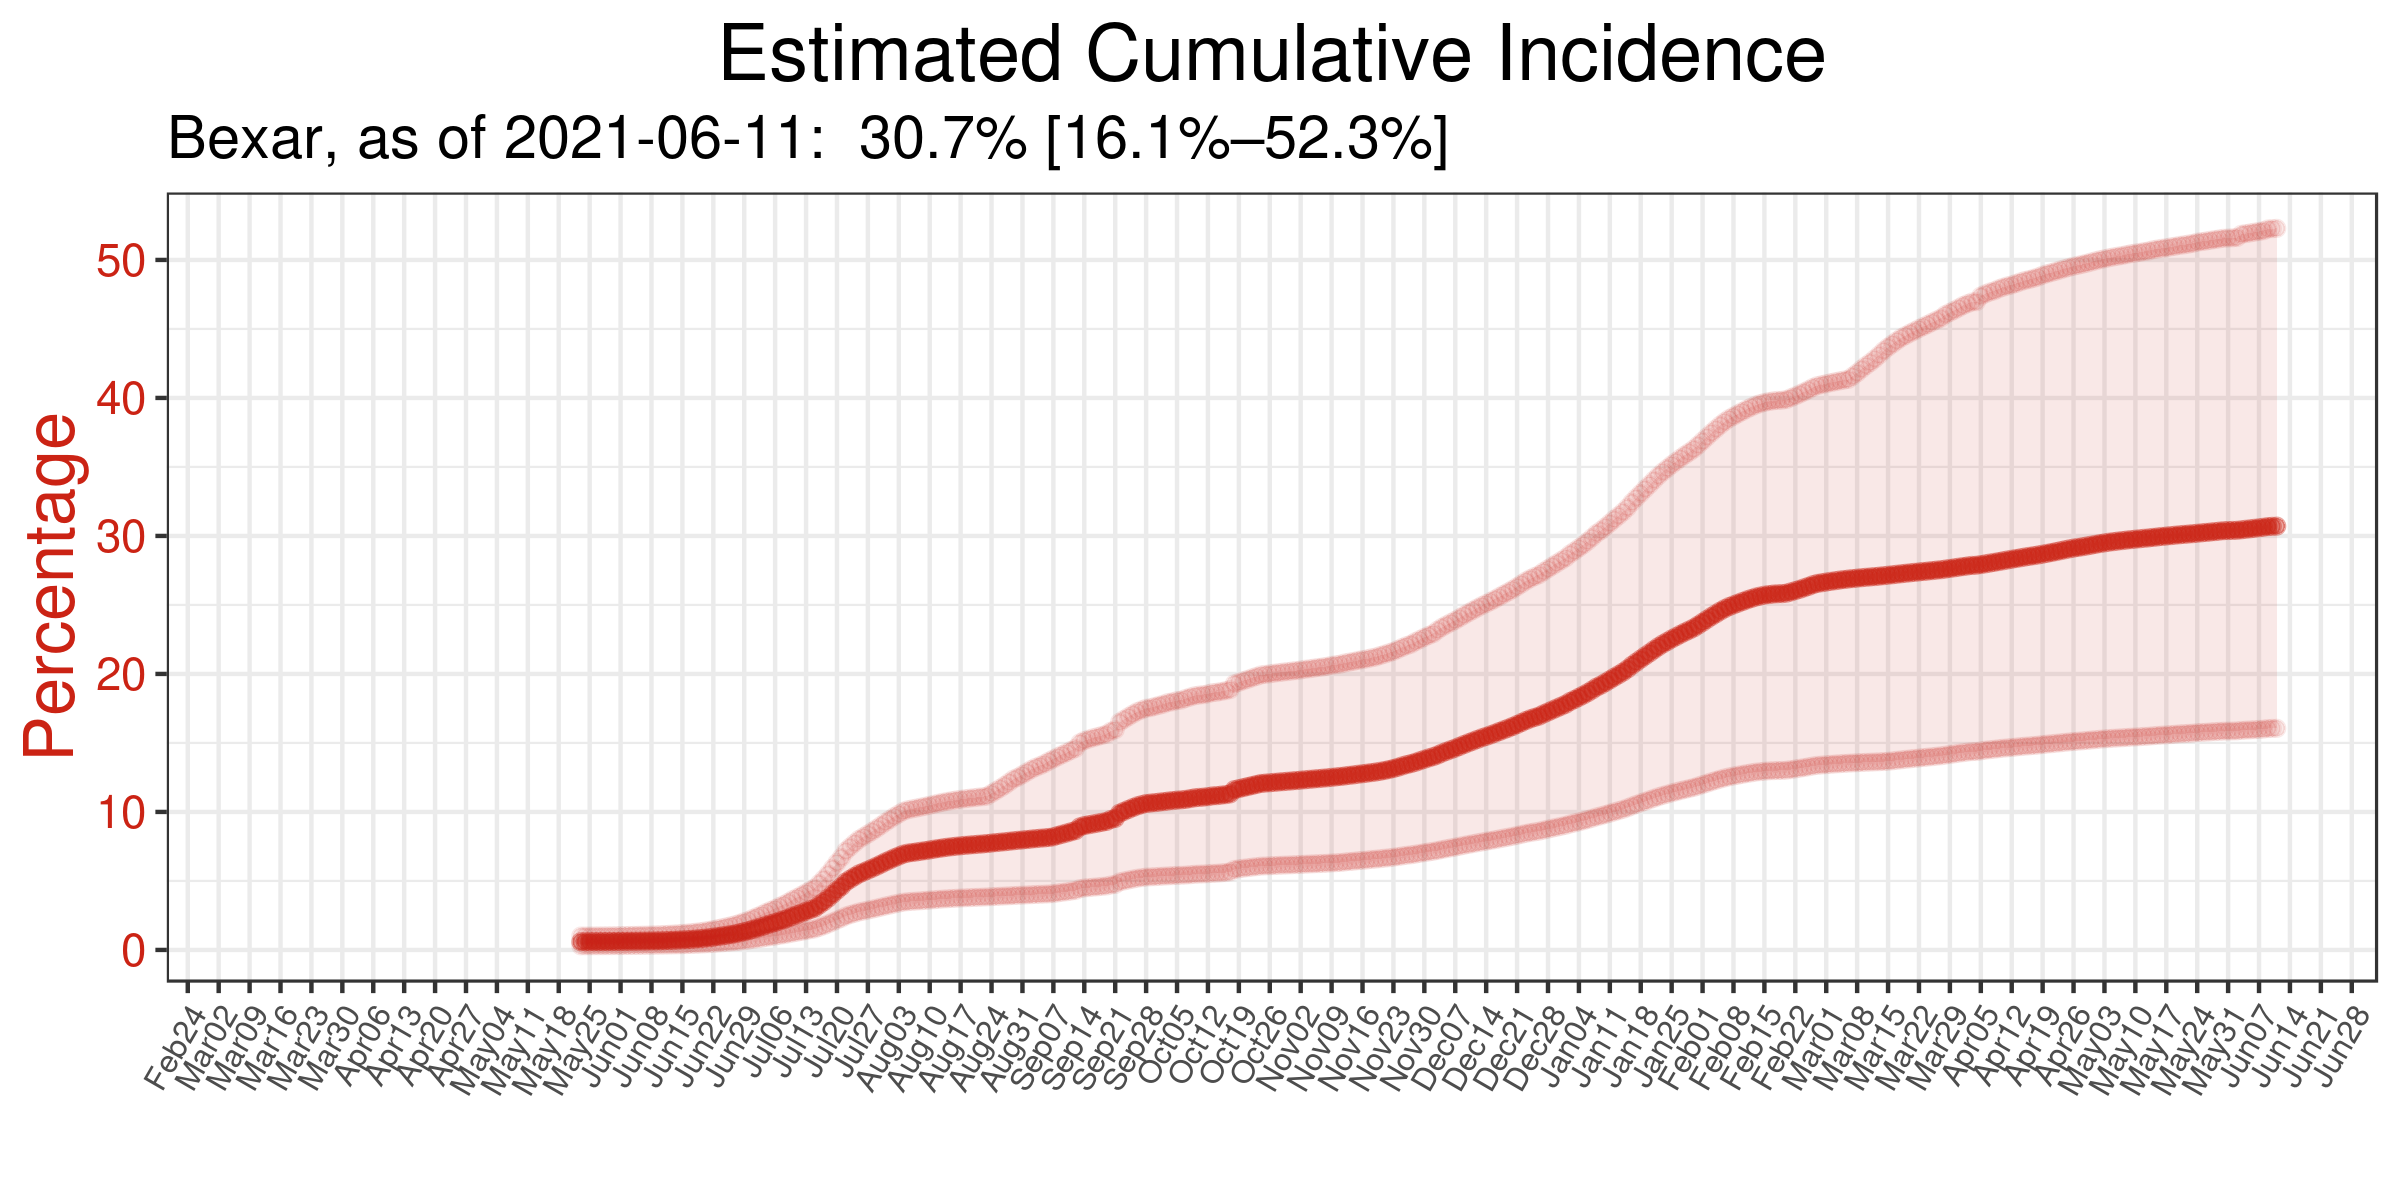 Estimated Cumulative Incidence
Bexar, as of 2021-06-11:  30.7% [16.1%–52.3%]
Percentage
50
40
30
20
10
0
Feb24
Mar02
Mar09
Mar16
Mar23
Mar30
Apr06
Apr13
Apr20
Apr27
May04
May11
May18
May25
Jun01
Jun08
Jun15
Jun22
Jun29
Jul06
Jul13
Jul20
Jul27
Aug03
Aug10
Aug17
Aug24
Aug31
Sep07
Sep14
Sep21
Sep28
Oct05
Oct12
Oct19
Oct26
Nov02
Nov09
Nov16
Nov23
Nov30
Dec07
Dec14
Dec21
Dec28
Jan04
Jan11
Jan18
Jan25
Feb01
Feb08
Feb15
Feb22
Mar01
Mar08
Mar15
Mar22
Mar29
Apr05
Apr12
Apr19
Apr26
May03
May10
May17
May24
May31
Jun07
Jun14
Jun21
Jun28